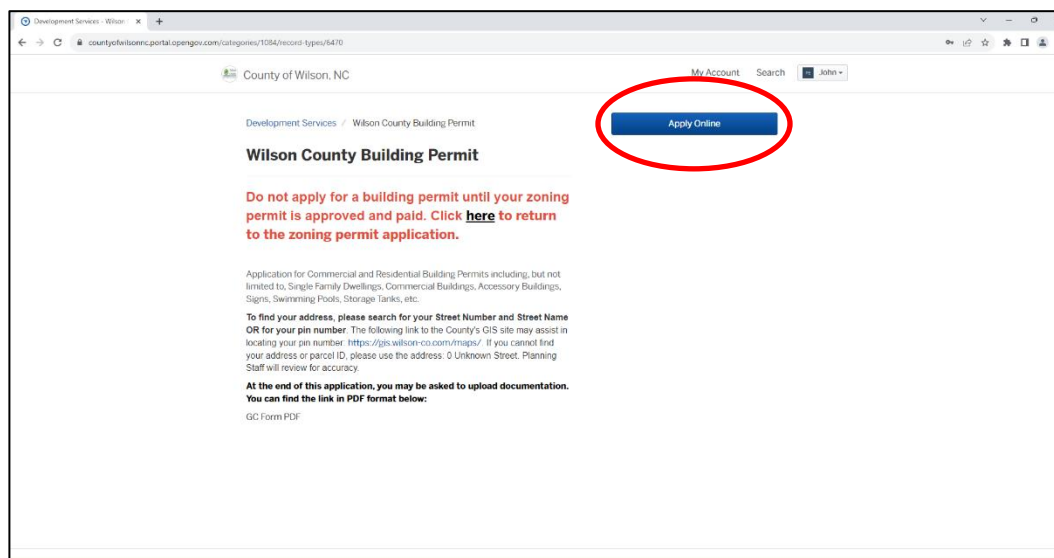 Development Services - Wilson
countyofwilsonnc.portal.opengov.com/categories/1084/record-types/6470
County of Wilson, NC
My Account Search John
Development Services / Wilson County Building Permit
Apply Online
Wilson County Building Permit
Do not apply for a building permit until your zoning
permit is approved and paid. Click here to return
to the zoning permit application.
Application for Commercial and Residential Building Permits including, but not
limited to, Single Family Dwellings, Commercial Buildings, Accessory Buildings,
Signs, Swimming Pools, Storage Tanks, etc.
To find your address, please search for your Street Number and Street Name
OR for your pin number. The following link to the County's GIS site may assist in
locating your pin number: https://gis.wilson-co.com/maps/. If you cannot find
your address or parcel ID, please use the address: 0 Unknown Street. Planning
Staff will review for accuracy.
At the end of this application, you may be asked to upload documentation.
You can find the link in PDF format below:
GC Form PDF